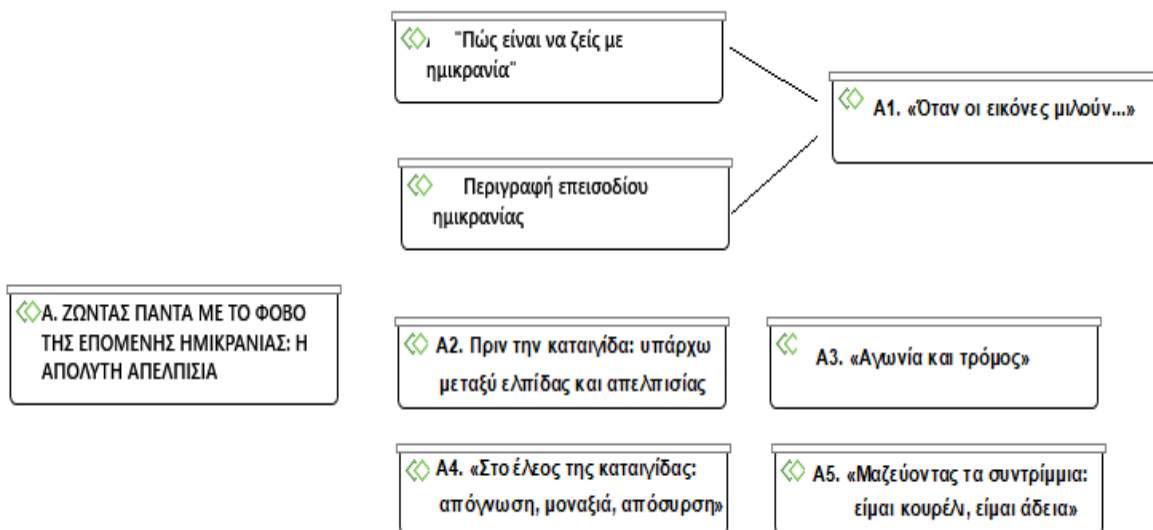 "Πώς είναι να ζείς με
ημικρανία"
Α1. «Όταν οι εικόνες μιλούν...»
Περιγραφή επεισοδίου
ημικρανίας
Α. ΖΩΝΤΑΣ ΠΑΝΤΑ ΜΕ ΤΟ ΦΟΒΟ
ΤΗΣ ΕΠΟΜΕΝΗΣ ΗΜΙΚΡΑΝΙΑΣ: Η
ΑΠΟΛΥΤΗ ΑΠΕΛΠΙΣΙΑ
Α2. Πριν την καταιγίδα: υπάρχω
μεταξύ ελπίδας και απελπισίας
Α3. «Αγωνία και τρόμος»
Α4. «Στο έλεος της καταιγίδας:
απόγνωση, μοναξιά, απόσυρση»
Α5. «Μαζεύοντας τα συντρίμμια:
είμαι κουρέλι, είμαι άδεια»